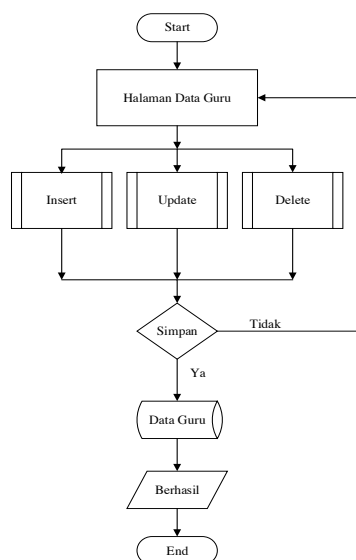 Start
Halaman Data Guru
Insert
Update
Delete
Simpan
Tidak
Ya
Data Guru
Berhasil
End